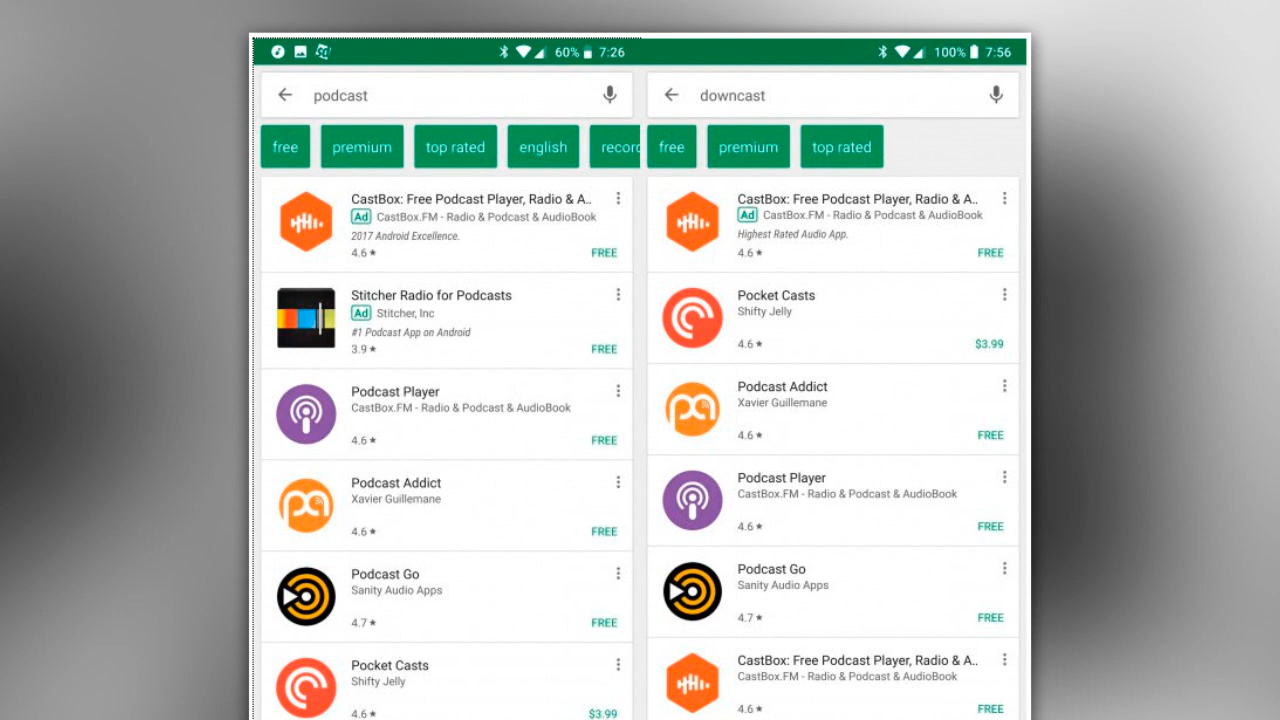 60% 7:26
podcast
free premium top rated english recor
CastBox: Free Podcast Player, Radio & A..
Ad CastBox.FM - Radio & Podcast & AudioBook
2017 Android Excellence.
4.6 ★ FREE
Stitcher Radio for Podcasts
Ad Stitcher, Inc
#1 Podcast App on Android
3.9 ★ FREE
Podcast Player
CastBox.FM - Radio & Podcast & AudioBook
4.6 ★ FREE
Podcast Addict
Xavier Guillemane
4.6 ★ FREE
Podcast Go
Sanity Audio Apps
4.7 ★ FREE
Pocket Casts
Shifty Jelly
4.6 ★ $3.99
100% 7:56
downcast
free premium top rated
CastBox: Free Podcast Player, Radio & A..
Ad CastBox.FM - Radio & Podcast & AudioBook
Highest Rated Audio App.
4.6 ★ FREE
Pocket Casts
Shifty Jelly
4.6 ★ $3.99
Podcast Addict
Xavier Guillemane
4.6 ★ FREE
Podcast Player
CastBox.FM - Radio & Podcast & AudioBook
4.6 ★ FREE
Podcast Go
Sanity Audio Apps
4.7 ★ FREE
CastBox: Free Podcast Player, Radio & A..
CastBox.FM - Radio & Podcast & AudioBook
4.6 ★ FREE